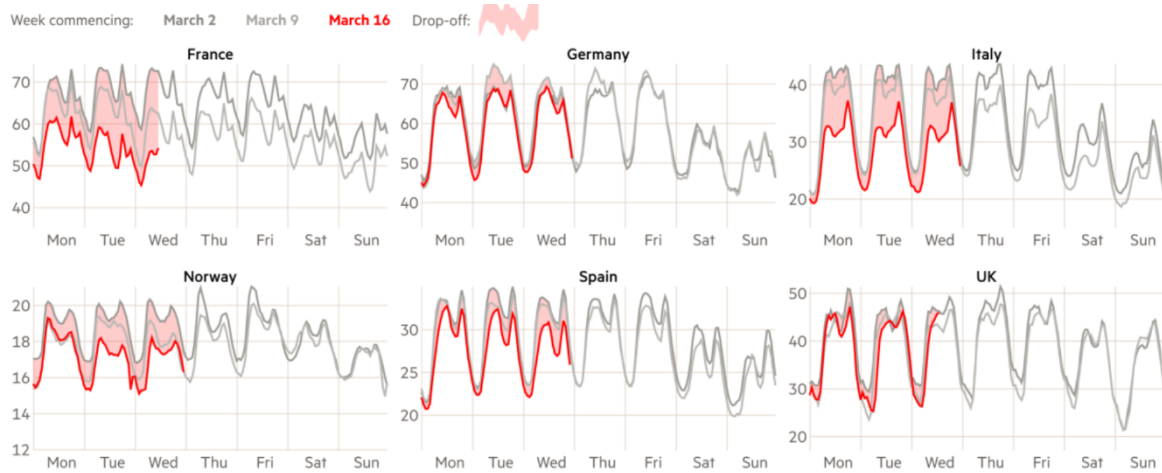 Week commencing: March 2 March 9 March 16 Drop-off:
France Germany Italy
70 70 40
60 60 30
50 50 20
40 40
Mon Tue Wed Thu Fri Sat Sun Mon Tue Wed Thu Fri Sat Sun Mon Tue Wed Thu Fri Sat Sun
Norway Spain UK
20 30 50
18 25 40
16 20 30
14 20
12
Mon Tue Wed Thu Fri Sat Sun Mon Tue Wed Thu Fri Sat Sun Mon Tue Wed Thu Fri Sat Sun